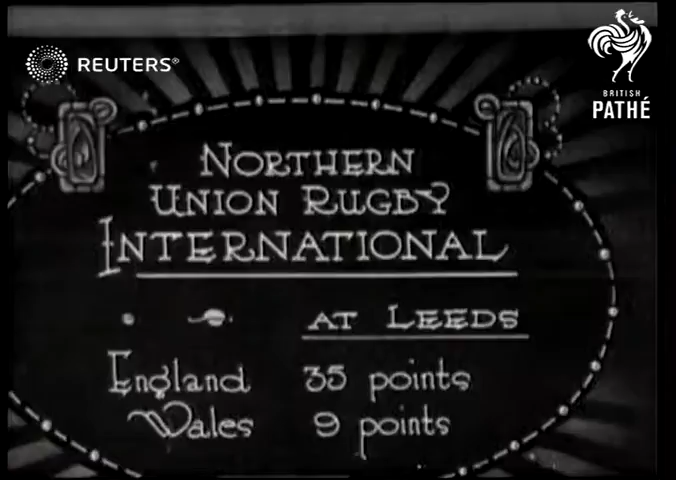 REUTERS®
BRITISH
PATHÉ
NORTHERN
UNION RUGBY
INTERNATIONAL
AT LEEDS
England 35 points
Wales 9 points